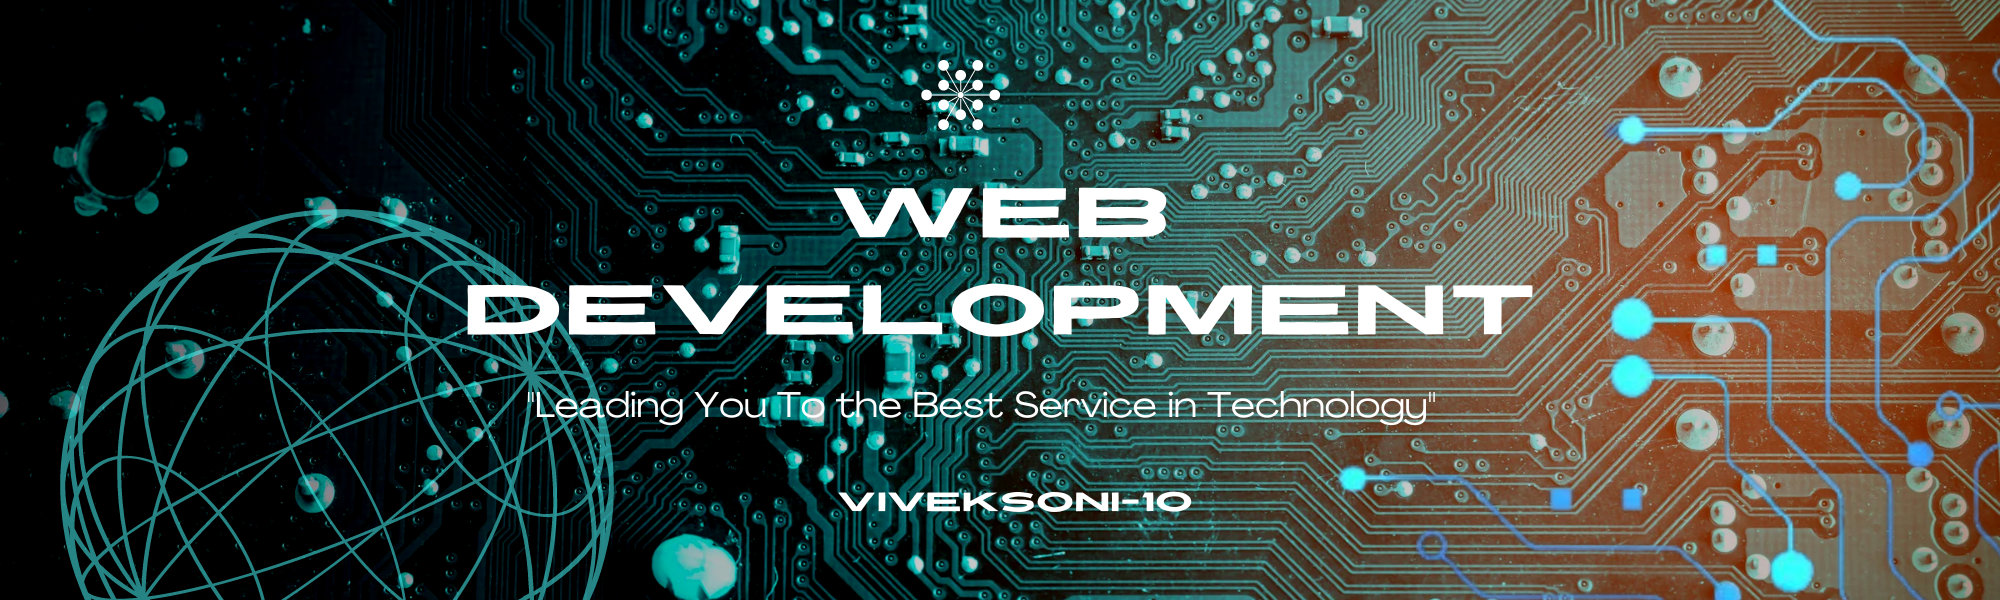 WEB
DEVELOPMENT
"Leading You To the Best Service in Technology"
VIVEKSONI-10